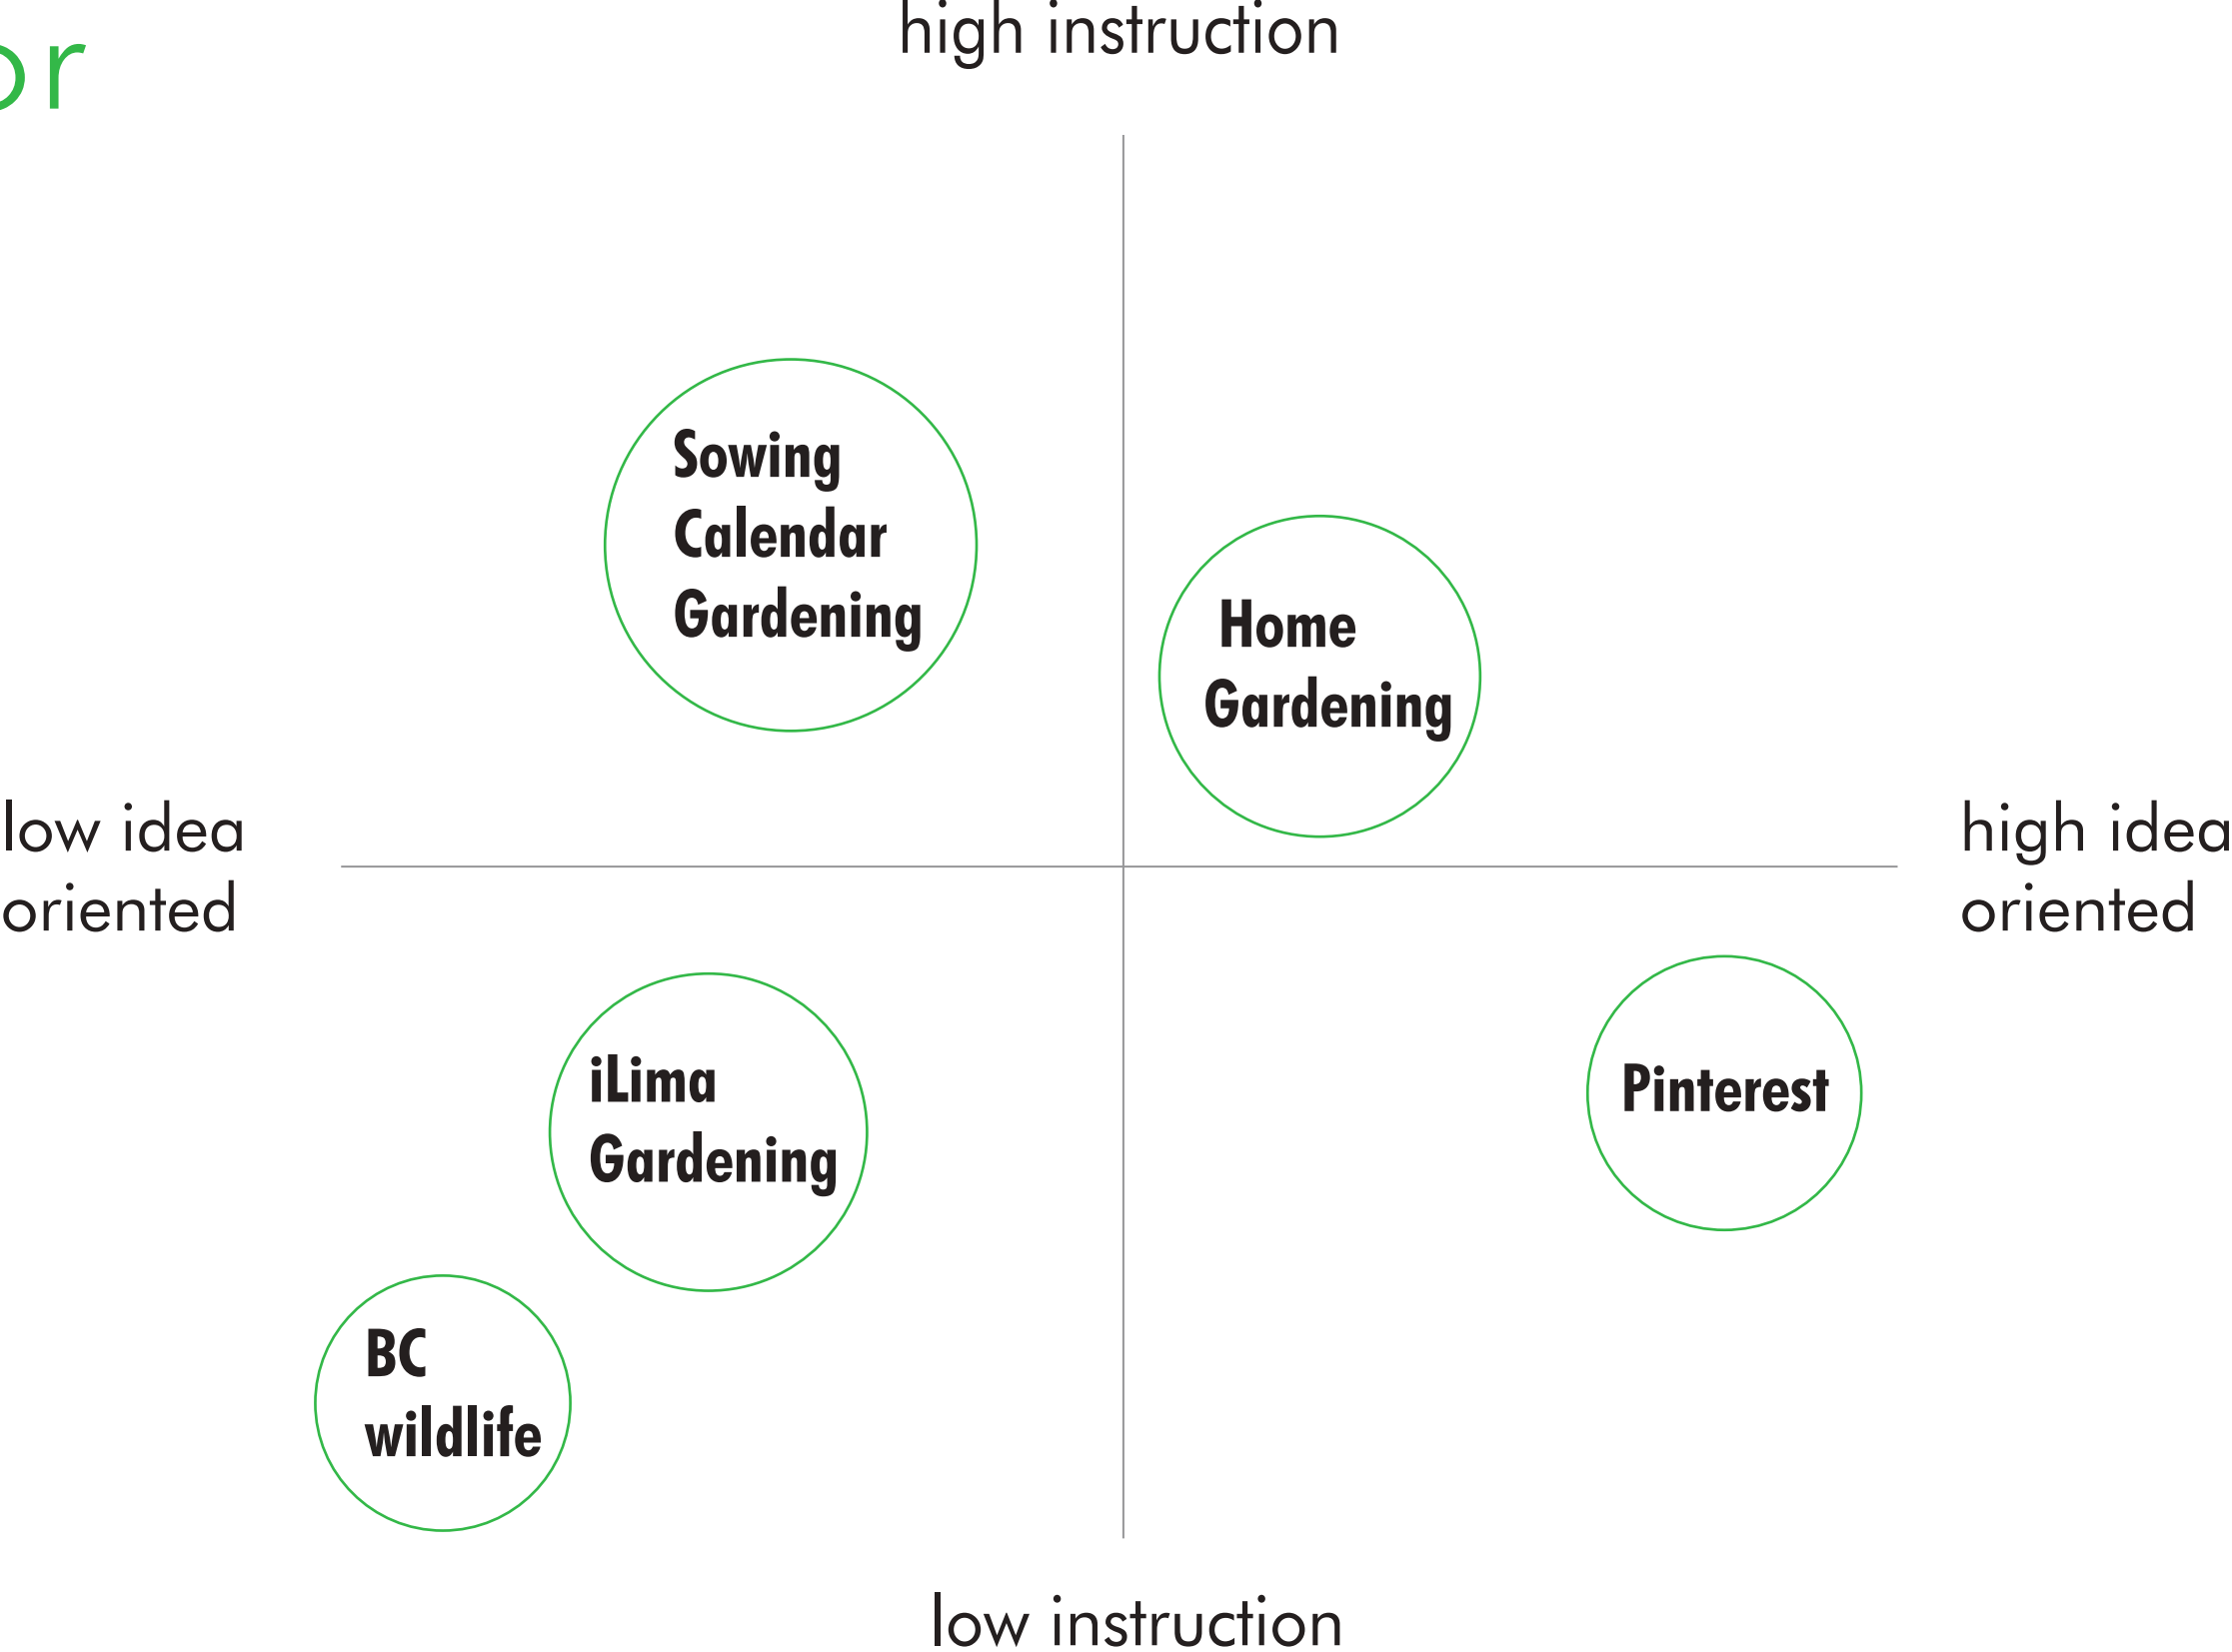 or
high instruction
Sowing
Calendar
Gardening
Home
Gardening
low idea
oriented
high idea
oriented
iLima
Gardening
Pinterest
BC
wildlife
low instruction